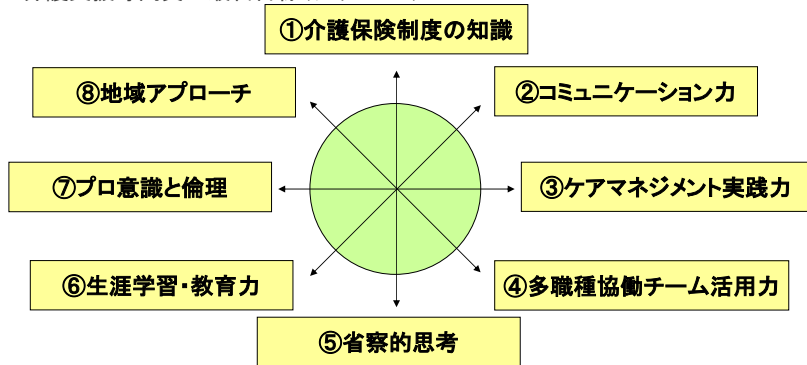 ①介護保険制度の知識
②コミュニケーション力
③ケアマネジメント実践力
④多職種協働チーム活用力
⑤省察的思考
⑥生涯学習・教育力
⑦プロ意識と倫理
⑧地域アプローチ